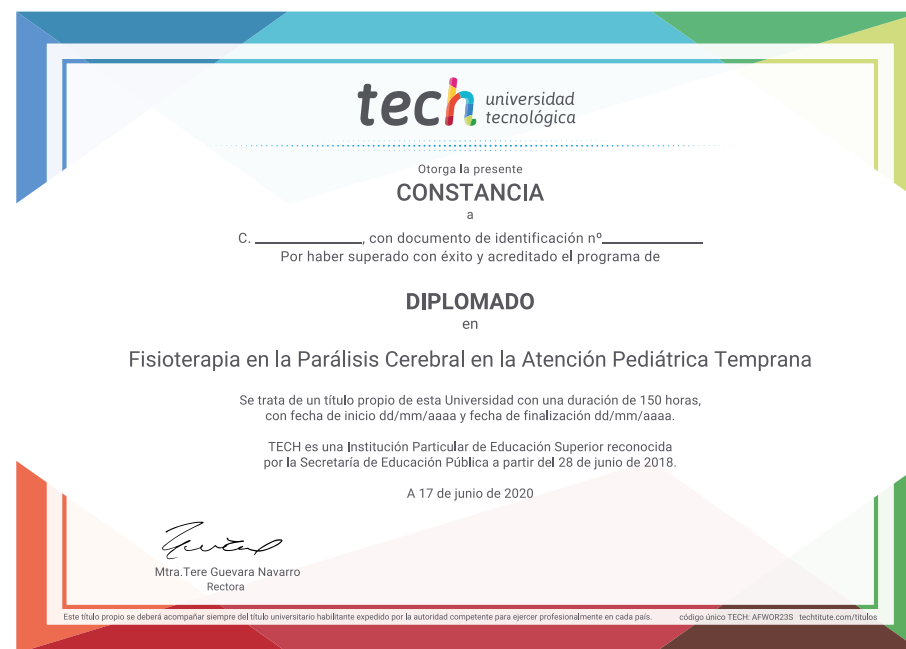 tech universidad
tecnológica
Otorga la presente
CONSTANCIA
a
C. ____________, con documento de identificación nº____________
Por haber superado con éxito y acreditado el programa de
DIPLOMADO
en
Fisioterapia en la Parálisis Cerebral en la Atención Pediátrica Temprana
Se trata de un título propio de esta Universidad con una duración de 150 horas,
con fecha de inicio dd/mm/aaaa y fecha de finalización dd/mm/aaaa.
TECH es una Institución Particular de Educación Superior reconocida
por la Secretaría de Educación Pública a partir del 28 de junio de 2018.
A 17 de junio de 2020
Mtra.Tere Guevara Navarro
Rectora
Este título propio se deberá acompañar siempre del título universitario habilitante expedido por la autoridad competente para ejercer profesionalmente en cada país. código único TECH: AFWOR23S techtitute.com/titulos